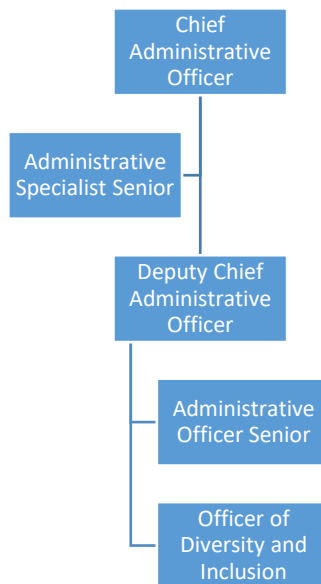 Chief
Administrative
Officer
Administrative
Specialist Senior
Deputy Chief
Administrative
Officer
Administrative
Officer Senior
Officer of
Diversity and
Inclusion